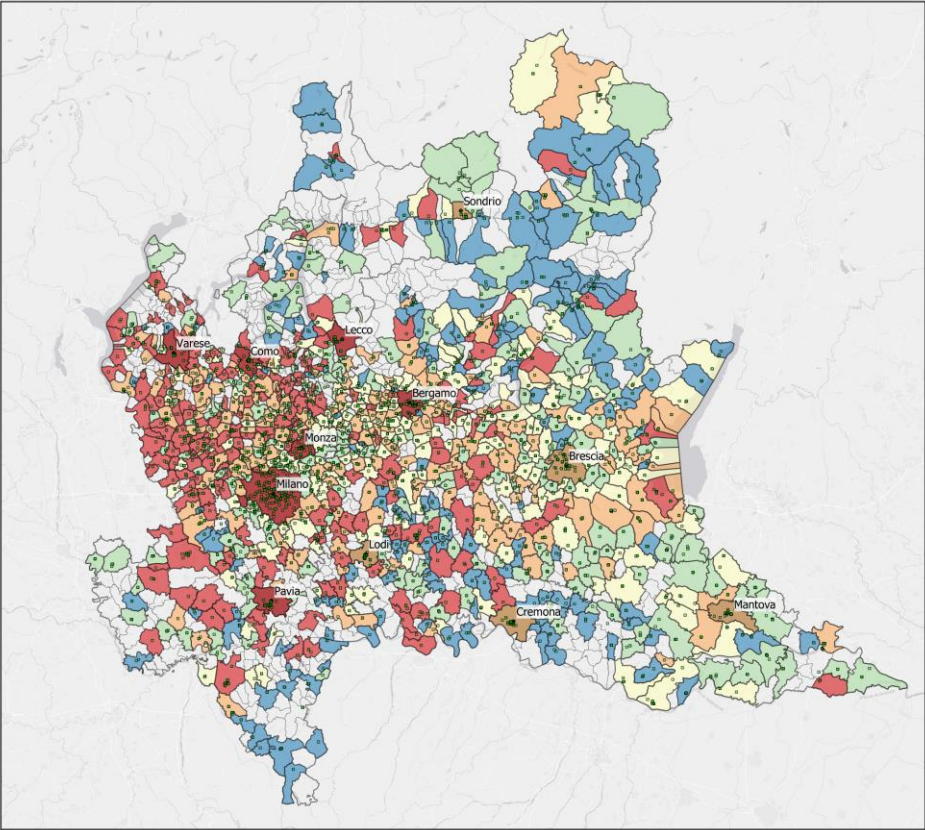 Sondrio
Lecco
Varese
Como
Bergamo
Monza
Brescia
Milano
Lodi
Pavia
Mantova
Cremona